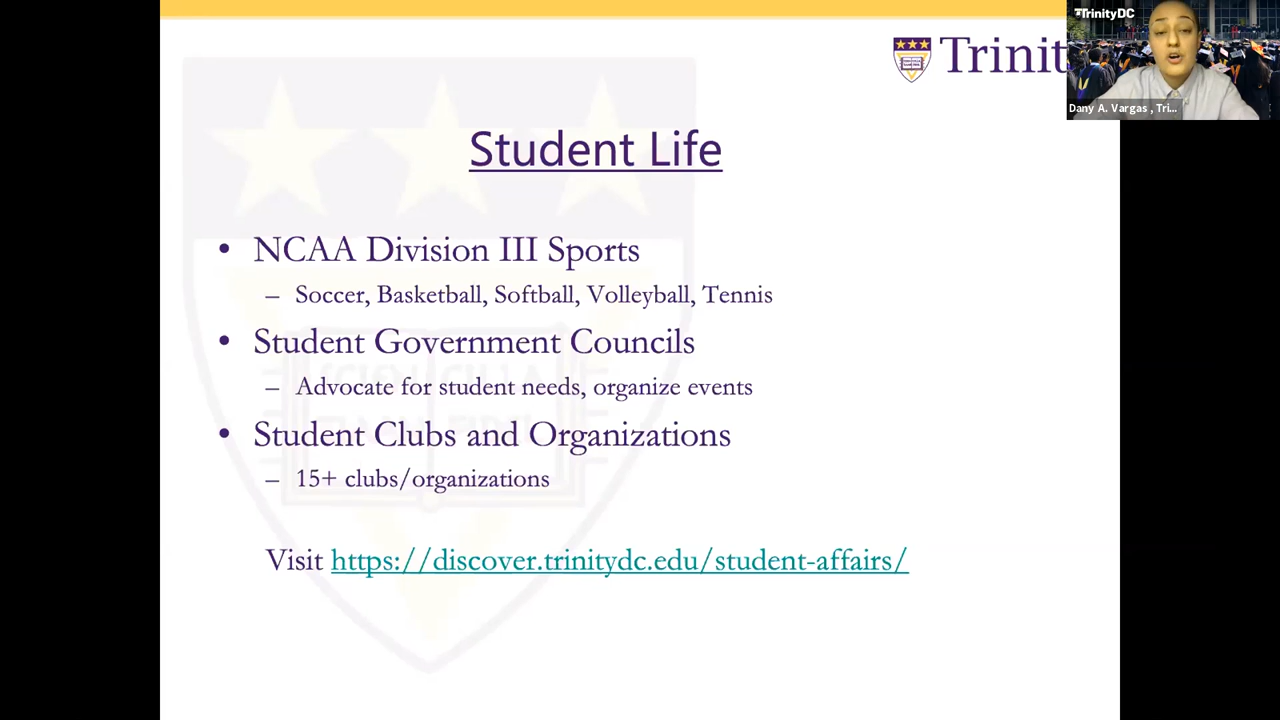 TrinityDC
Trinit
Dany A. Vargas , Tri...
Student Life
• NCAA Division III Sports
– Soccer, Basketball, Softball, Volleyball, Tennis
• Student Government Councils
– Advocate for student needs, organize events
• Student Clubs and Organizations
– 15+ clubs/organizations
Visit https://discover.trinitydc.edu/student-affairs/